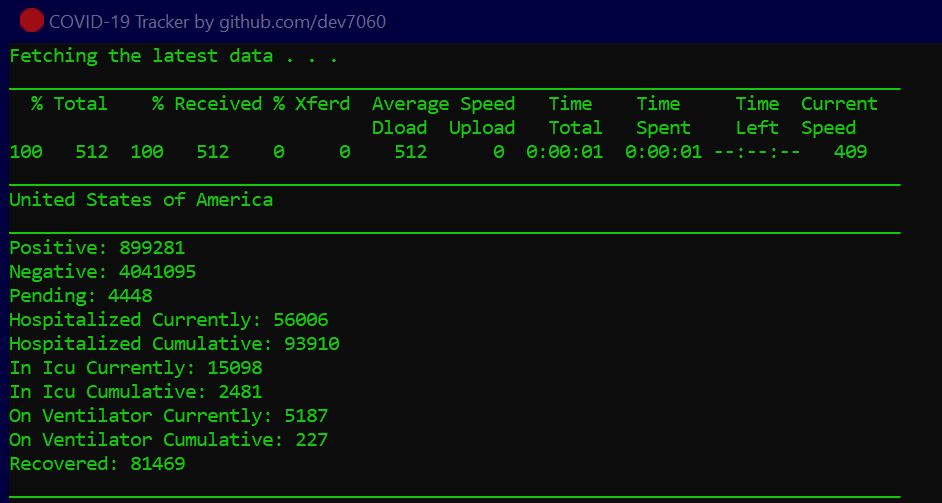 COVID-19 Tracker by github.com/dev7060
Fetching the latest data . . .
% Total % Received % Xferd Average Speed Time Time Time Current
Dload Upload Total Spent Left Speed
100 512 100 512 0 0 512 0 0:00:01 0:00:01 --:--:-- 409
United States of America
Positive: 899281
Negative: 4041095
Pending: 4448
Hospitalized Currently: 56006
Hospitalized Cumulative: 93910
In Icu Currently: 15098
In Icu Cumulative: 2481
On Ventilator Currently: 5187
On Ventilator Cumulative: 227
Recovered: 81469